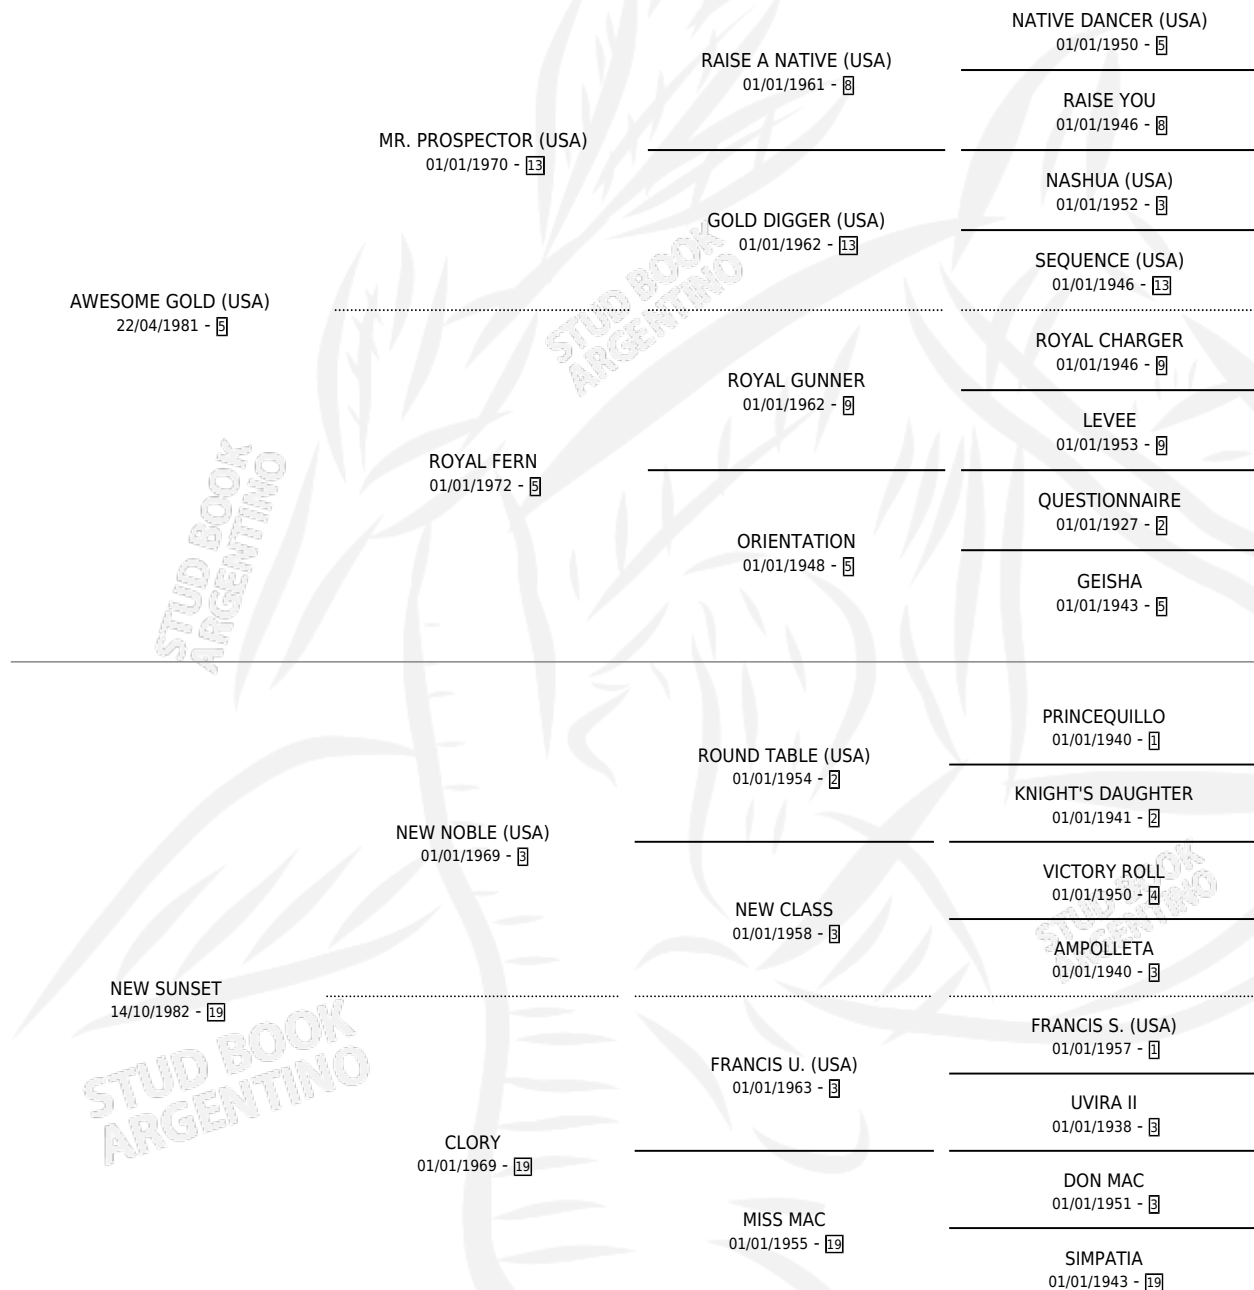 NATIVE DANCER (USA)
01/01/1950 - 5
RAISE A NATIVE (USA)
01/01/1961 - 8
RAISE YOU
01/01/1946 - 8
MR. PROSPECTOR (USA)
01/01/1970 - 13
NASHUA (USA)
01/01/1952 - 3
GOLD DIGGER (USA)
01/01/1962 - 13
SEQUENCE (USA)
01/01/1946 - 13
AWESOME GOLD (USA)
22/04/1981 - 5
STUD BOOK
ARGENTINO
ROYAL CHARGER
01/01/1946 - 9
ROYAL GUNNER
01/01/1962 - 9
LEVEE
01/01/1953 - 9
ROYAL FERN
01/01/1972 - 5
QUESTIONNAIRE
01/01/1927 - 2
ORIENTATION
01/01/1948 - 5
GEISHA
01/01/1943 - 5
STUD BOOK
ARGENTINO
PRINCEQUILLO
01/01/1940 - 1
ROUND TABLE (USA)
01/01/1954 - 2
KNIGHT'S DAUGHTER
01/01/1941 - 2
NEW NOBLE (USA)
01/01/1969 - 3
VICTORY ROLL
01/01/1950 - 4
NEW CLASS
01/01/1958 - 3
STUD BOOK
ARGENTINO
AMPOLLETA
01/01/1940 - 3
NEW SUNSET
14/10/1982 - 19
STUD BOOK
ARGENTINO
FRANCIS S. (USA)
01/01/1957 - 1
FRANCIS U. (USA)
01/01/1963 - 3
UVIRA II
01/01/1938 - 3
CLORY
01/01/1969 - 19
DON MAC
01/01/1951 - 3
MISS MAC
01/01/1955 - 19
SIMPATIA
01/01/1943 - 19